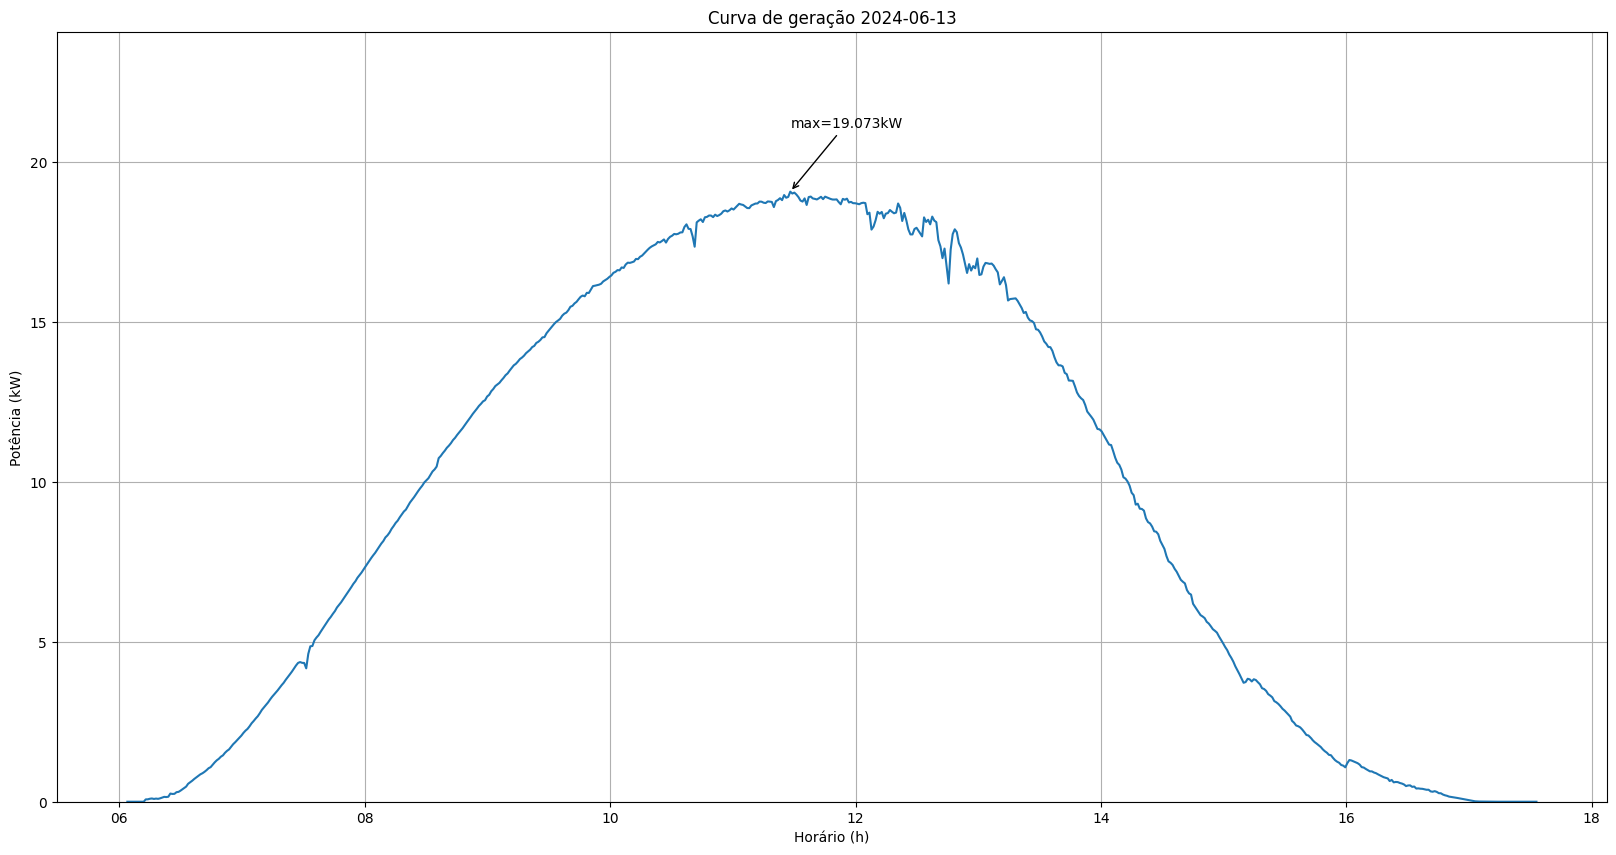 Curva de geração 2024-06-13
max=19.073kW
20
15
10
5
0
Potência (kW)
06 08 10 12 14 16 18
Horário (h)